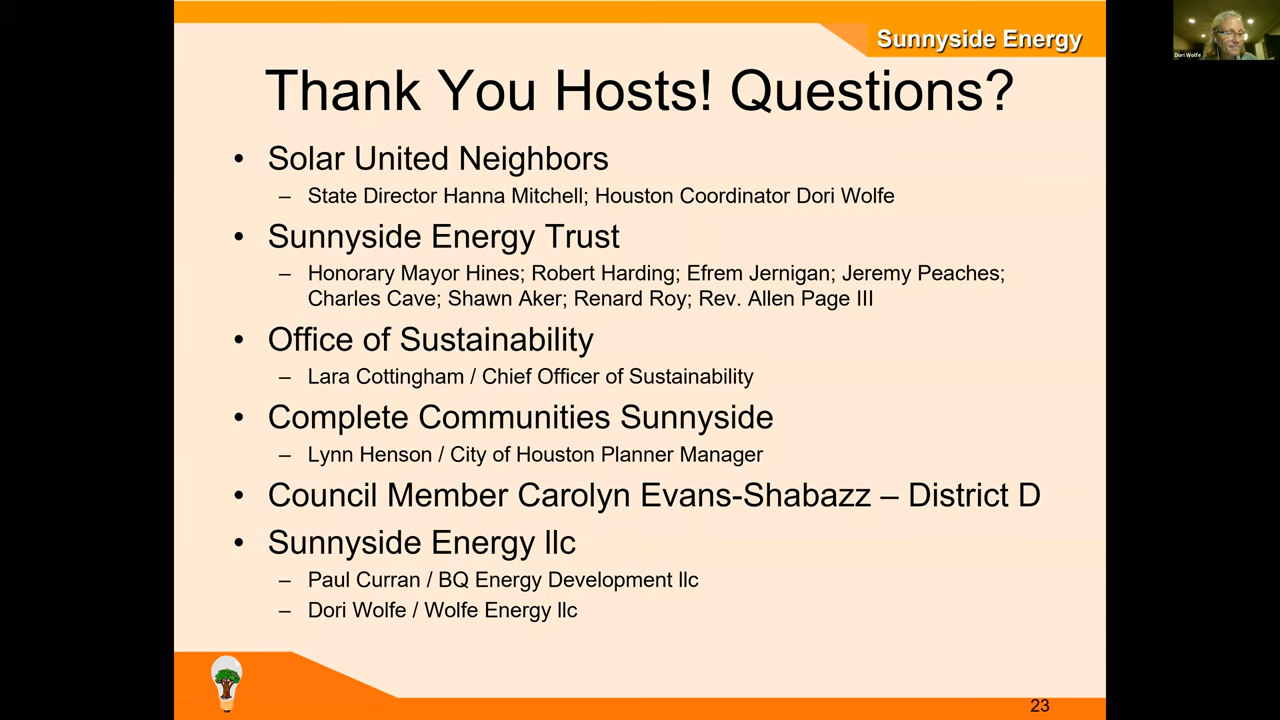 Sunnyside Energy
Dori Wolfe
Thank You Hosts! Questions?
• Solar United Neighbors
– State Director Hanna Mitchell; Houston Coordinator Dori Wolfe
• Sunnyside Energy Trust
– Honorary Mayor Hines; Robert Harding; Efrem Jernigan; Jeremy Peaches;
Charles Cave; Shawn Aker; Renard Roy; Rev. Allen Page III
• Office of Sustainability
– Lara Cottingham / Chief Officer of Sustainability
• Complete Communities Sunnyside
– Lynn Henson / City of Houston Planner Manager
• Council Member Carolyn Evans-Shabazz – District D
• Sunnyside Energy llc
– Paul Curran / BQ Energy Development llc
– Dori Wolfe / Wolfe Energy llc
23